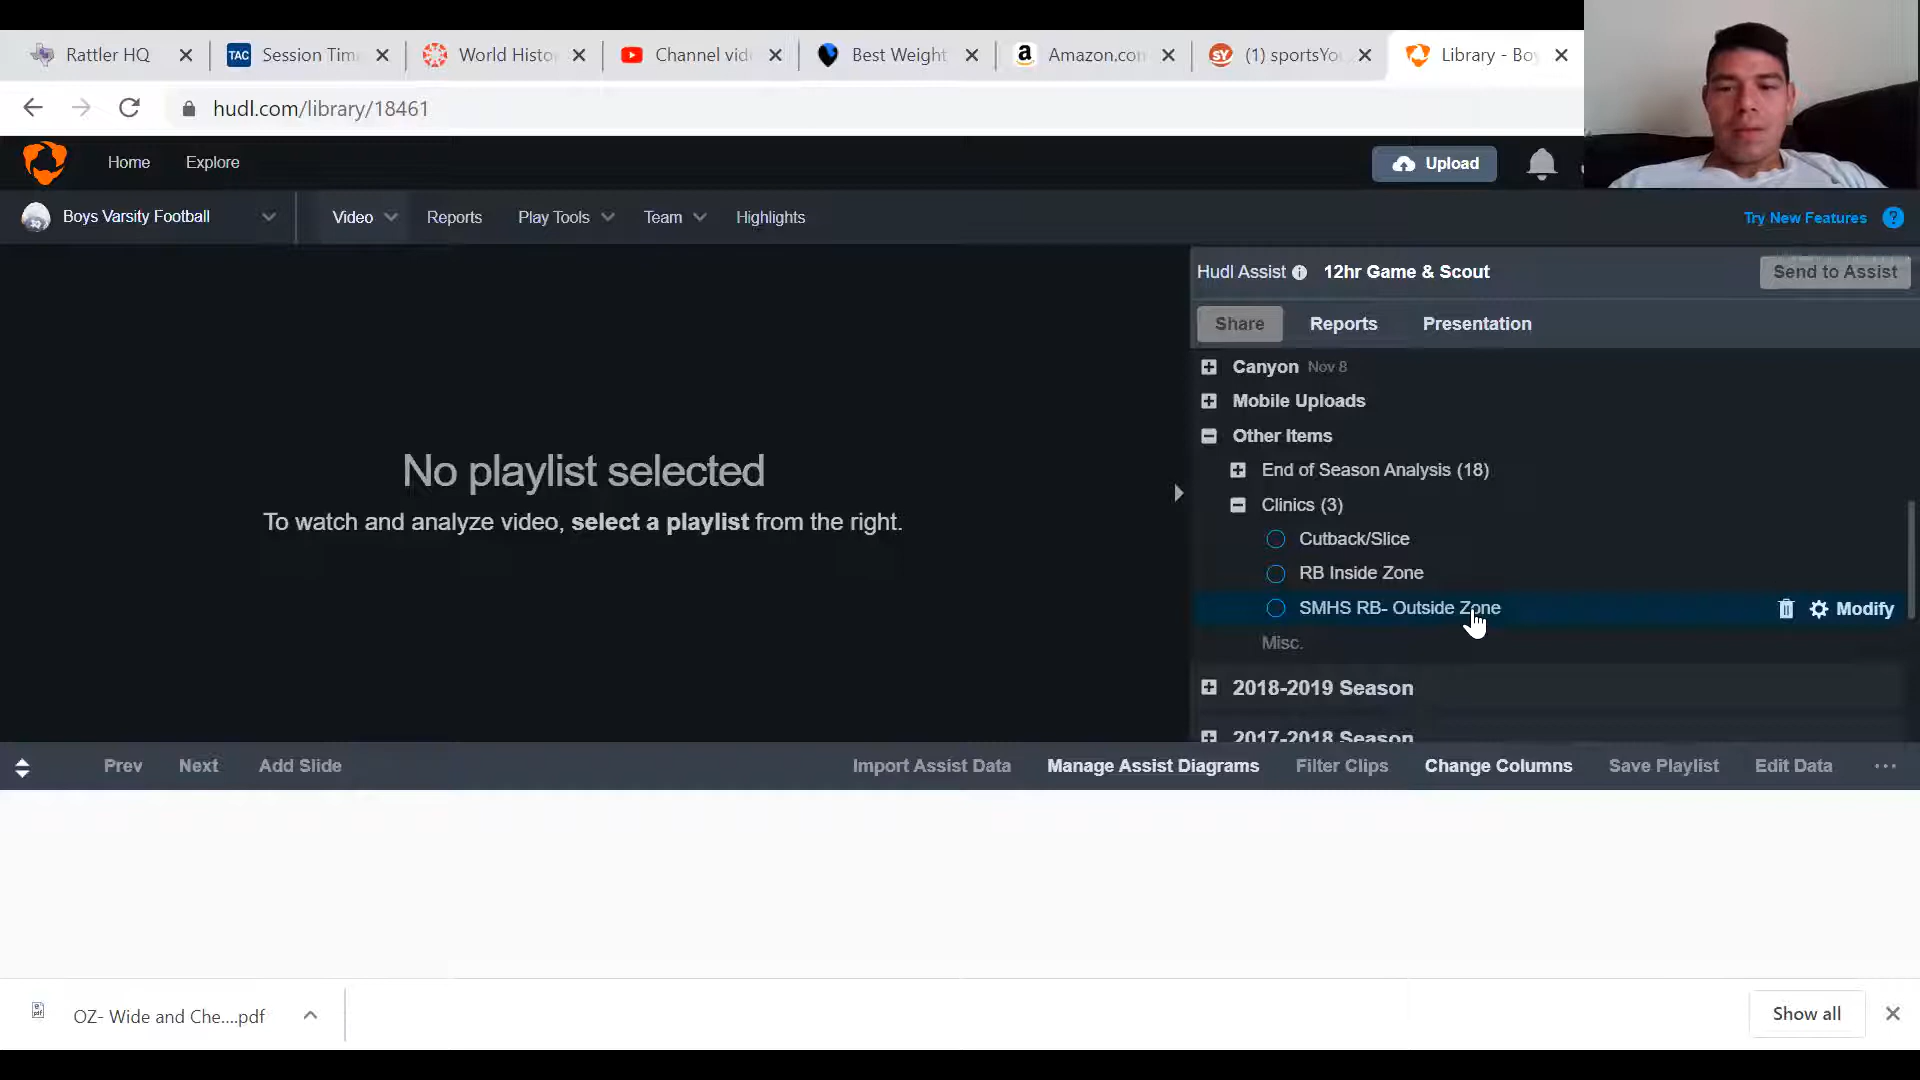 Rattler HQ
TAC Session Time
World Histo
Channel vide
Best Weight
a Amazon.con
SY (1) sportsYo
Library - Bo
hudl.com/library/18461
Home Explore
Upload
Boys Varsity Football
Video Reports Play Tools Team Highlights
Try New Features ?
Hudl Assist 12hr Game & Scout Send to Assist
Share Reports Presentation
Canyon Nov 8
Mobile Uploads
Other Items
End of Season Analysis (18)
Clinics (3)
Cutback/Slice
RB Inside Zone
SMHS RB- Outside Zone Modify
Misc.
2018-2019 Season
2017-2018 Season
No playlist selected
To watch and analyze video, select a playlist from the right.
Prev Next Add Slide Import Assist Data Manage Assist Diagrams Filter Clips Change Columns Save Playlist Edit Data ...
OZ- Wide and Che....pdf
Show all